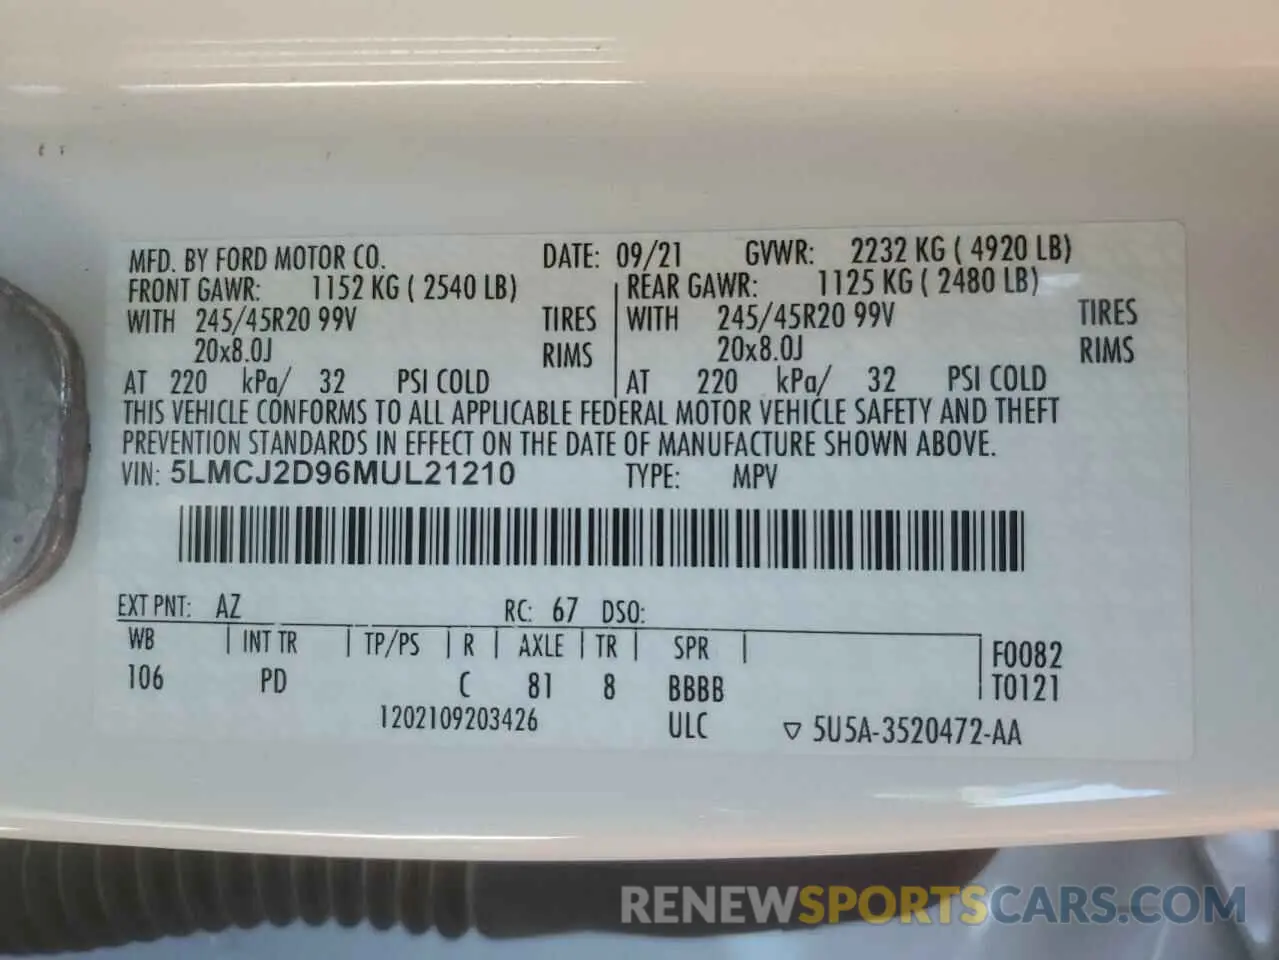 MFD. BY FORD MOTOR CO. DATE: 09/21 GVWR: 2232 KG ( 4920 LB)
FRONT GAWR: 1152 KG ( 2540 LB) REAR GAWR: 1125 KG ( 2480 LB)
WITH 245/45R20 99V TIRES WITH 245/45R20 99V TIRES
20x8.0J RIMS 20x8.0J RIMS
AT 220 kPa/ 32 PSI COLD AT 220 kPa/ 32 PSI COLD
THIS VEHICLE CONFORMS TO ALL APPLICABLE FEDERAL MOTOR VEHICLE SAFETY AND THEFT
PREVENTION STANDARDS IN EFFECT ON THE DATE OF MANUFACTURE SHOWN ABOVE.
VIN: 5LMCJ2D96MUL21210 TYPE: MPV
EXT PNT: AZ RC: 67 DSO:
WB INT TR TP/PS R AXLE TR SPR F0082
106 PD C 81 8 BBBB T0121
1202109203426 ULC ▽ 5U5A-3520472-AA
RENEWSPORTSCARS.COM